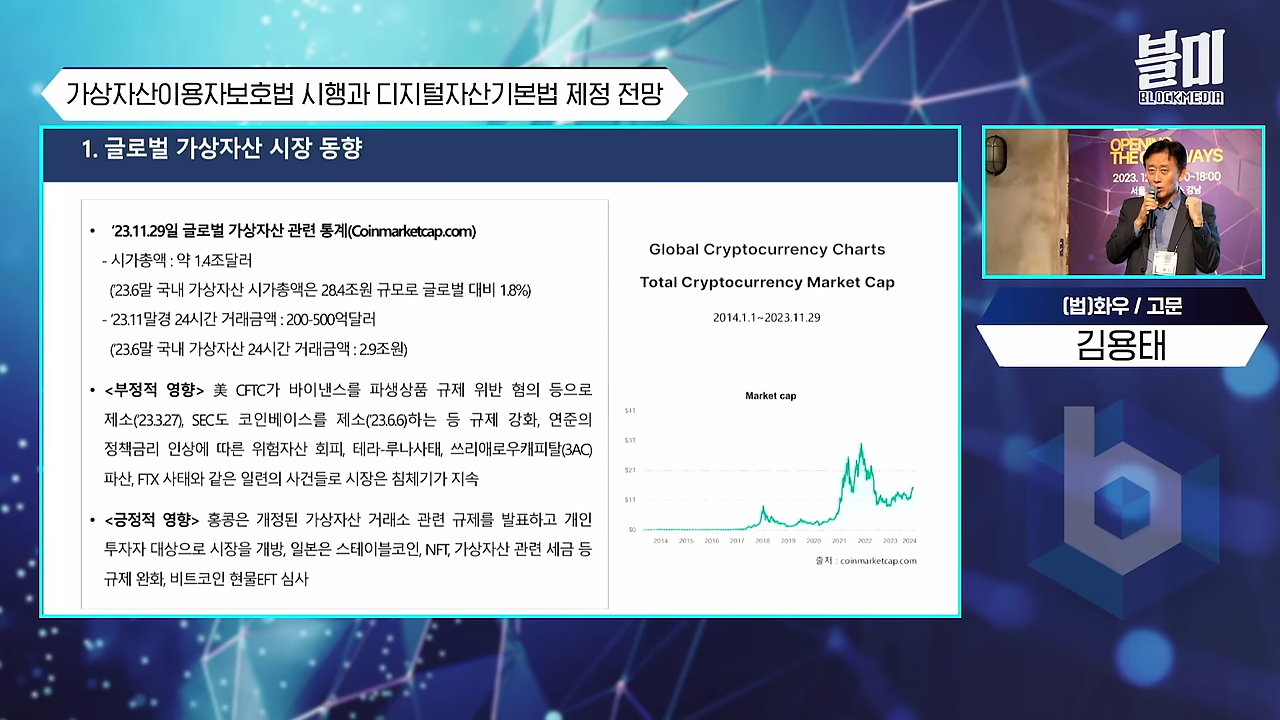 블미
BLOCKMEDIA
가상자산이용자보호법 시행과 디지털자산기본법 제정 전망
1. 글로벌 가상자산 시장 동향
• '23.11.29일 글로벌 가상자산 관련 통계(Coinmarketcap.com)
- 시가총액 : 약 1.4조달러
('23.6말 국내 가상자산 시가총액은 28.4조원 규모로 글로벌 대비 1.8%)
- '23.11말경 24시간 거래금액 : 200-500억달러
('23.6말 국내 가상자산 24시간 거래금액 : 2.9조원)
• <부정적 영향> 美 CFTC가 바이낸스를 파생상품 규제 위반 혐의 등으로
제소('23.3.27), SEC도 코인베이스를 제소('23.6.6)하는 등 규제 강화, 연준의
정책금리 인상에 따른 위험자산 회피, 테라-루나사태, 쓰리애로우캐피탈(3AC)
파산, FTX 사태와 같은 일련의 사건들로 시장은 침체기가 지속
• <긍정적 영향> 홍콩은 개정된 가상자산 거래소 관련 규제를 발표하고 개인
투자자 대상으로 시장을 개방, 일본은 스테이블코인, NFT, 가상자산 관련 세금 등
규제 완화, 비트코인 현물EFT 심사
Global Cryptocurrency Charts
Total Cryptocurrency Market Cap
2014.1.1~2023.11.29
Market cap
$4T
$3T
$2T
$1T
$0
2014 2015 2016 2017 2018 2019 2020 2021 2022 2023 2024
출처 : coinmarketcap.com
OPENING
THE
WAYS
2023. 1
0~18:00
서울
강남
(법)화우 / 고문
김용태